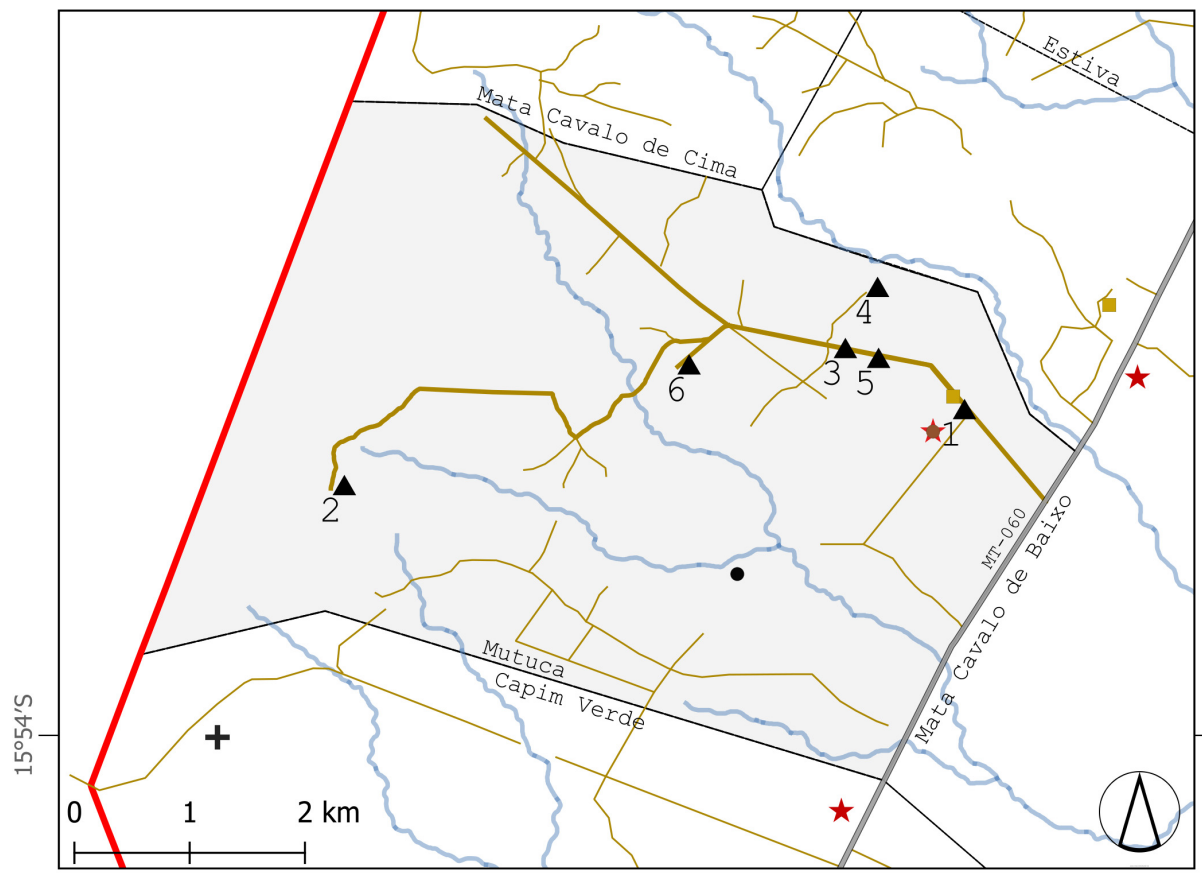 Estiva
Mata Cavalo de Cima
4
3
5
6
1
2
MT-060
Mata Cavalo de Baixo
Mutuca
Capim Verde
15°54'S
0 1 2 km